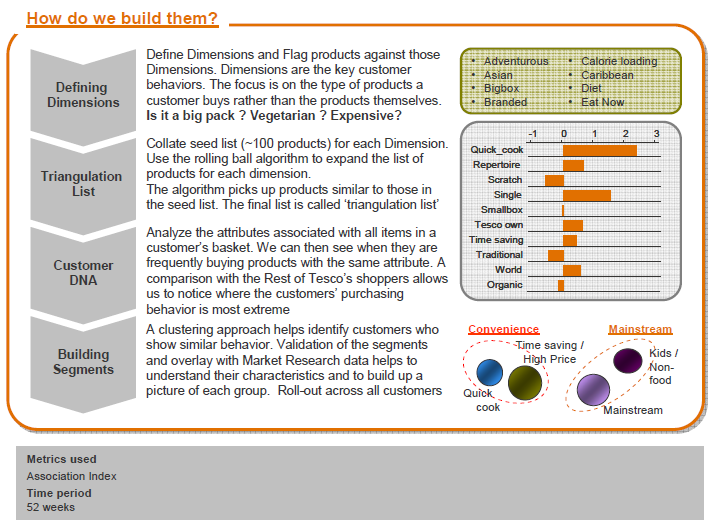 How do we build them?
Defining
Dimensions
Define Dimensions and Flag products against those
Dimensions. Dimensions are the key customer
behaviors. The focus is on the type of products a
customer buys rather than the products themselves.
Is it a big pack ? Vegetarian ? Expensive?
• Adventurous
• Asian
• Bigbox
• Branded
• Calorie loading
• Caribbean
• Diet
• Eat Now
Triangulation
List
Collate seed list (~100 products) for each Dimension.
Use the rolling ball algorithm to expand the list of
products for each dimension.
The algorithm picks up products similar to those in
the seed list. The final list is called ‘triangulation list’
-1 0 1 2 3
Quick_cook
Repertoire
Scratch
Single
Smallbox
Tesco own
Time saving
Traditional
World
Organic
Customer
DNA
Analyze the attributes associated with all items in a
customer’s basket. We can then see when they are
frequently buying products with the same attribute. A
comparison with the Rest of Tesco’s shoppers allows
us to notice where the customers’ purchasing
behavior is most extreme
Building
Segments
A clustering approach helps identify customers who
show similar behavior. Validation of the segments
and overlay with Market Research data helps to
understand their characteristics and to build up a
picture of each group. Roll-out across all customers
Convenience
Time saving /
High Price
Quick
cook
Mainstream
Kids /
Non-
food
Mainstream
Metrics used
Association Index
Time period
52 weeks